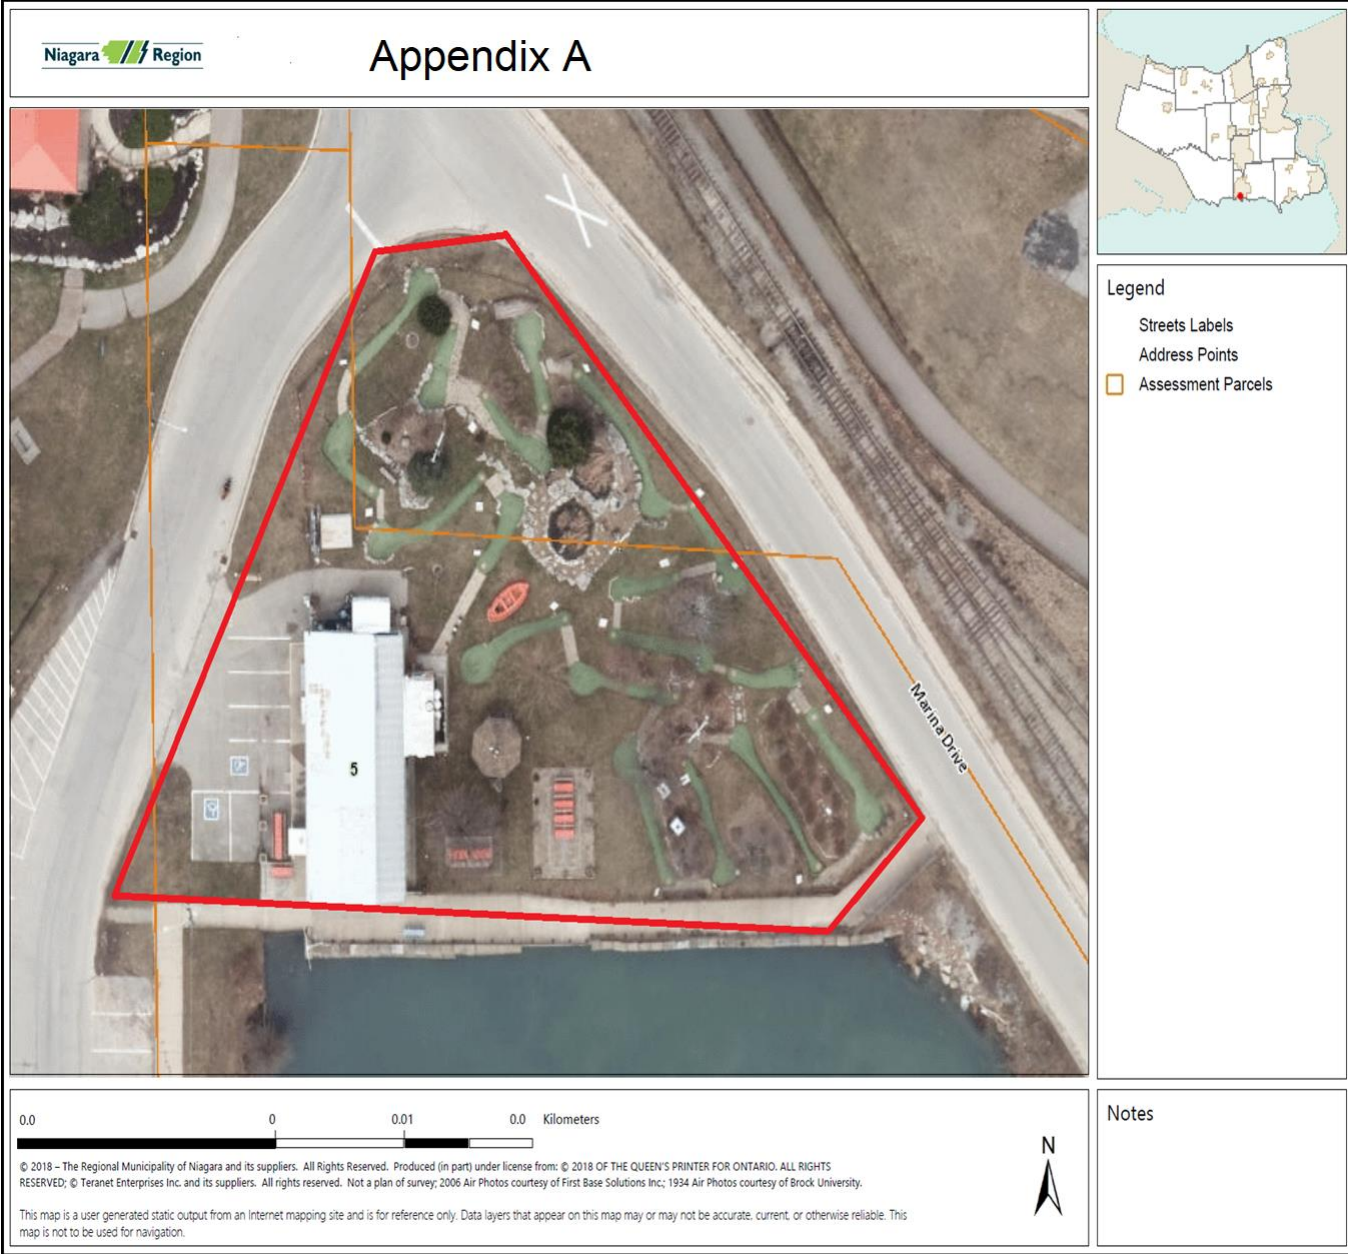 Niagara Region
Appendix A
Legend
Streets Labels
Address Points
Assessment Parcels
Marina Drive
5
0.0 0 0.01 0.0 Kilometers
© 2018 – The Regional Municipality of Niagara and its suppliers. All Rights Reserved. Produced (in part) under license from: © 2018 OF THE QUEEN'S PRINTER FOR ONTARIO. ALL RIGHTS
RESERVED; © Teranet Enterprises Inc. and its suppliers. All rights reserved. Not a plan of survey; 2006 Air Photos courtesy of First Base Solutions Inc.; 1934 Air Photos courtesy of Brock University.
This map is a user generated static output from an Internet mapping site and is for reference only. Data layers that appear on this map may or may not be accurate, current, or otherwise reliable. This
map is not to be used for navigation.
N
Notes